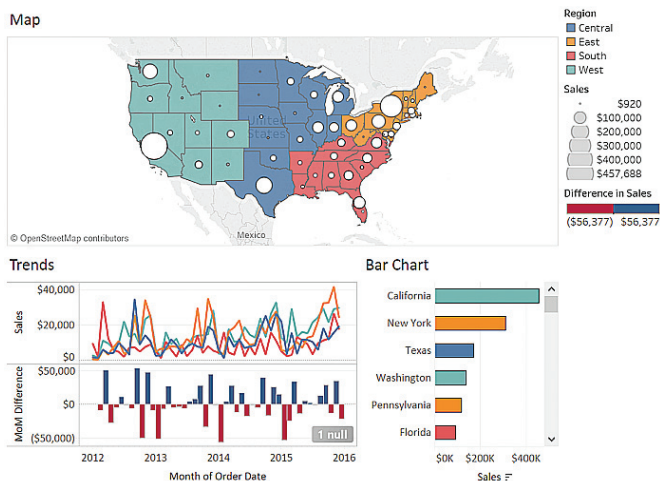 Map
United
States
Mexico
© OpenStreetMap contributors
Region
Central
East
South
West
Sales
$920
$100,000
$200,000
$300,000
$400,000
$457,688
Difference in Sales
($56,377)
$56,377
Trends
Sales
$40,000
$20,000
$0
MoM Difference
$50,000
$0
($50,000)
1 null
2012
2013
2014
2015
2016
Month of Order Date
Bar Chart
California
New York
Texas
Washington
Pennsylvania
Florida
$0K
$200K
$400K
Sales